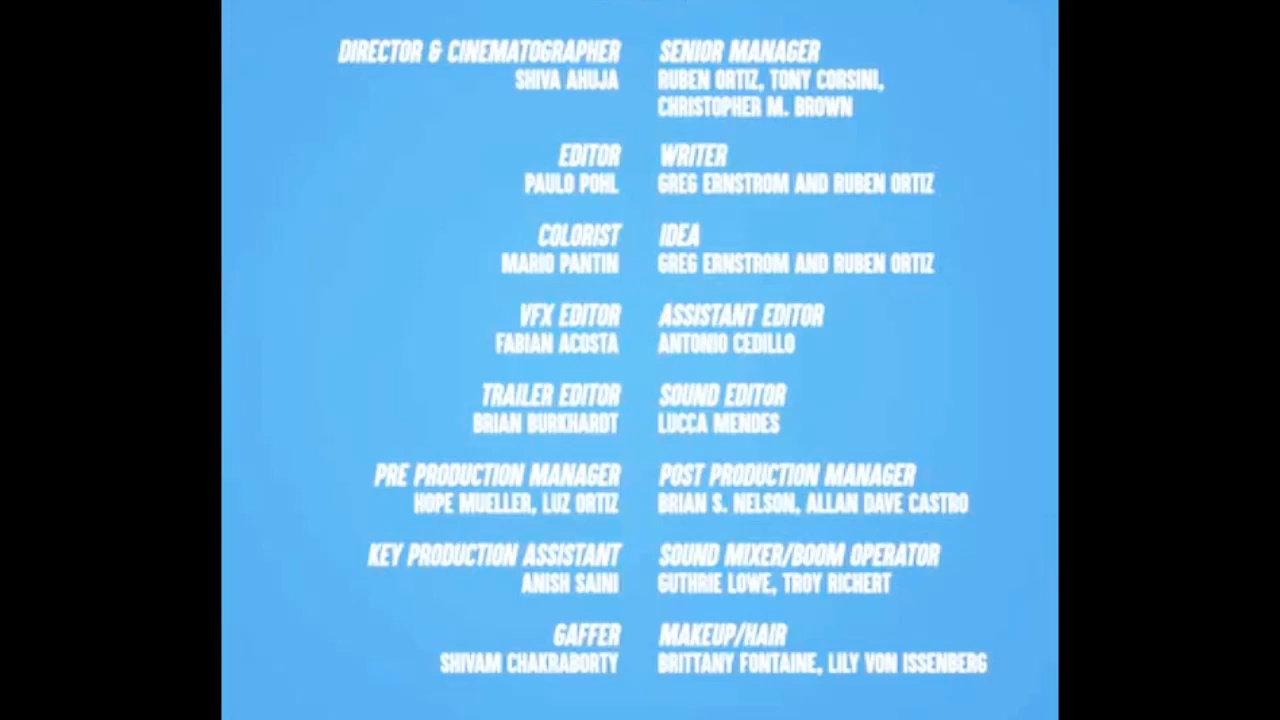 DIRECTOR & CINEMATOGRAPHER
SHIVA AHUJA
SENIOR MANAGER
RUBEN ORTIZ, TONY CORSINI,
CHRISTOPHER M. BROWN
EDITOR
PAULO POHL
WRITER
GREG ERNSTROM AND RUBEN ORTIZ
COLORIST
MARIO PANTIN
IDEA
GREG ERNSTROM AND RUBEN ORTIZ
VFX EDITOR
FABIAN ACOSTA
ASSISTANT EDITOR
ANTONIO CEDILLO
TRAILER EDITOR
BRIAN BURKHARDT
SOUND EDITOR
LUCCA MENDES
PRE PRODUCTION MANAGER
HOPE MUELLER, LUZ ORTIZ
POST PRODUCTION MANAGER
BRIAN S. NELSON, ALLAN DAVE CASTRO
KEY PRODUCTION ASSISTANT
ANISH SAINI
SOUND MIXER/BOOM OPERATOR
GUTHRIE LOWE, TROY RICHERT
GAFFER
SHIVAM CHAKRABORTY
MAKEUP/HAIR
BRITTANY FONTAINE, LILY VON ISSENBERG